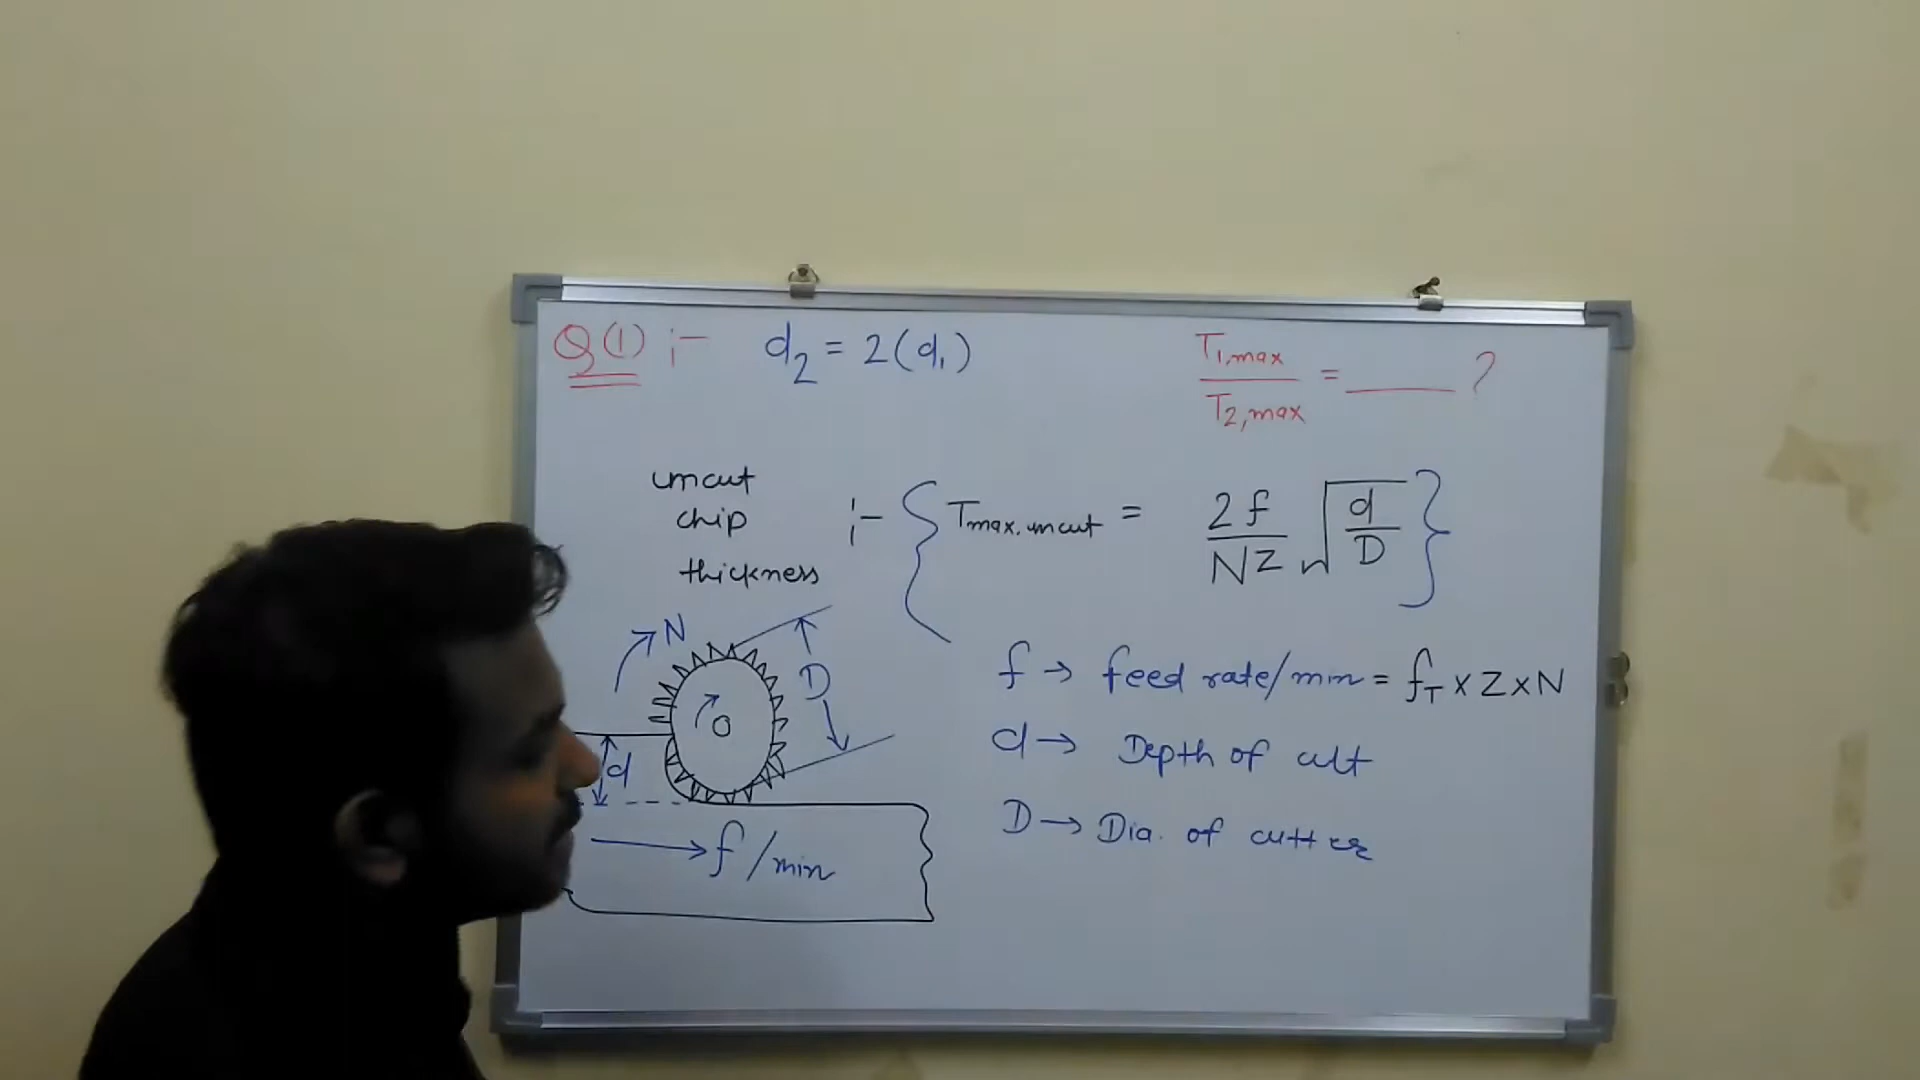 Q(1) :- d₂ = 2(d₁)
T₁,max / T₂,max = ______ ?
uncut
chip
thickness
:- { Tmax.uncut = 2f/NZ √(d/D) }
N
D
O
d
f/min
f → feed rate/min = fT x Z x N
d → Depth of cut
D → Dia. of cutter